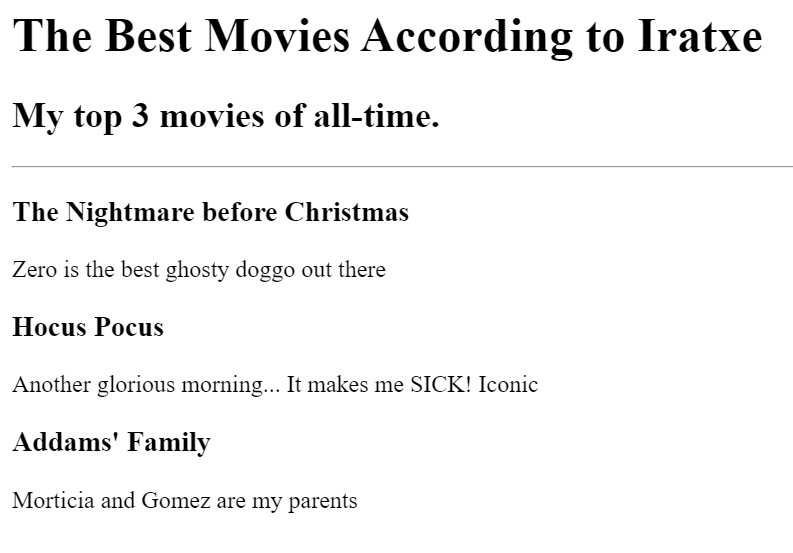 The Best Movies According to Iratxe
My top 3 movies of all-time.
The Nightmare before Christmas
Zero is the best ghosty doggo out there
Hocus Pocus
Another glorious morning... It makes me SICK! Iconic
Addams' Family
Morticia and Gomez are my parents